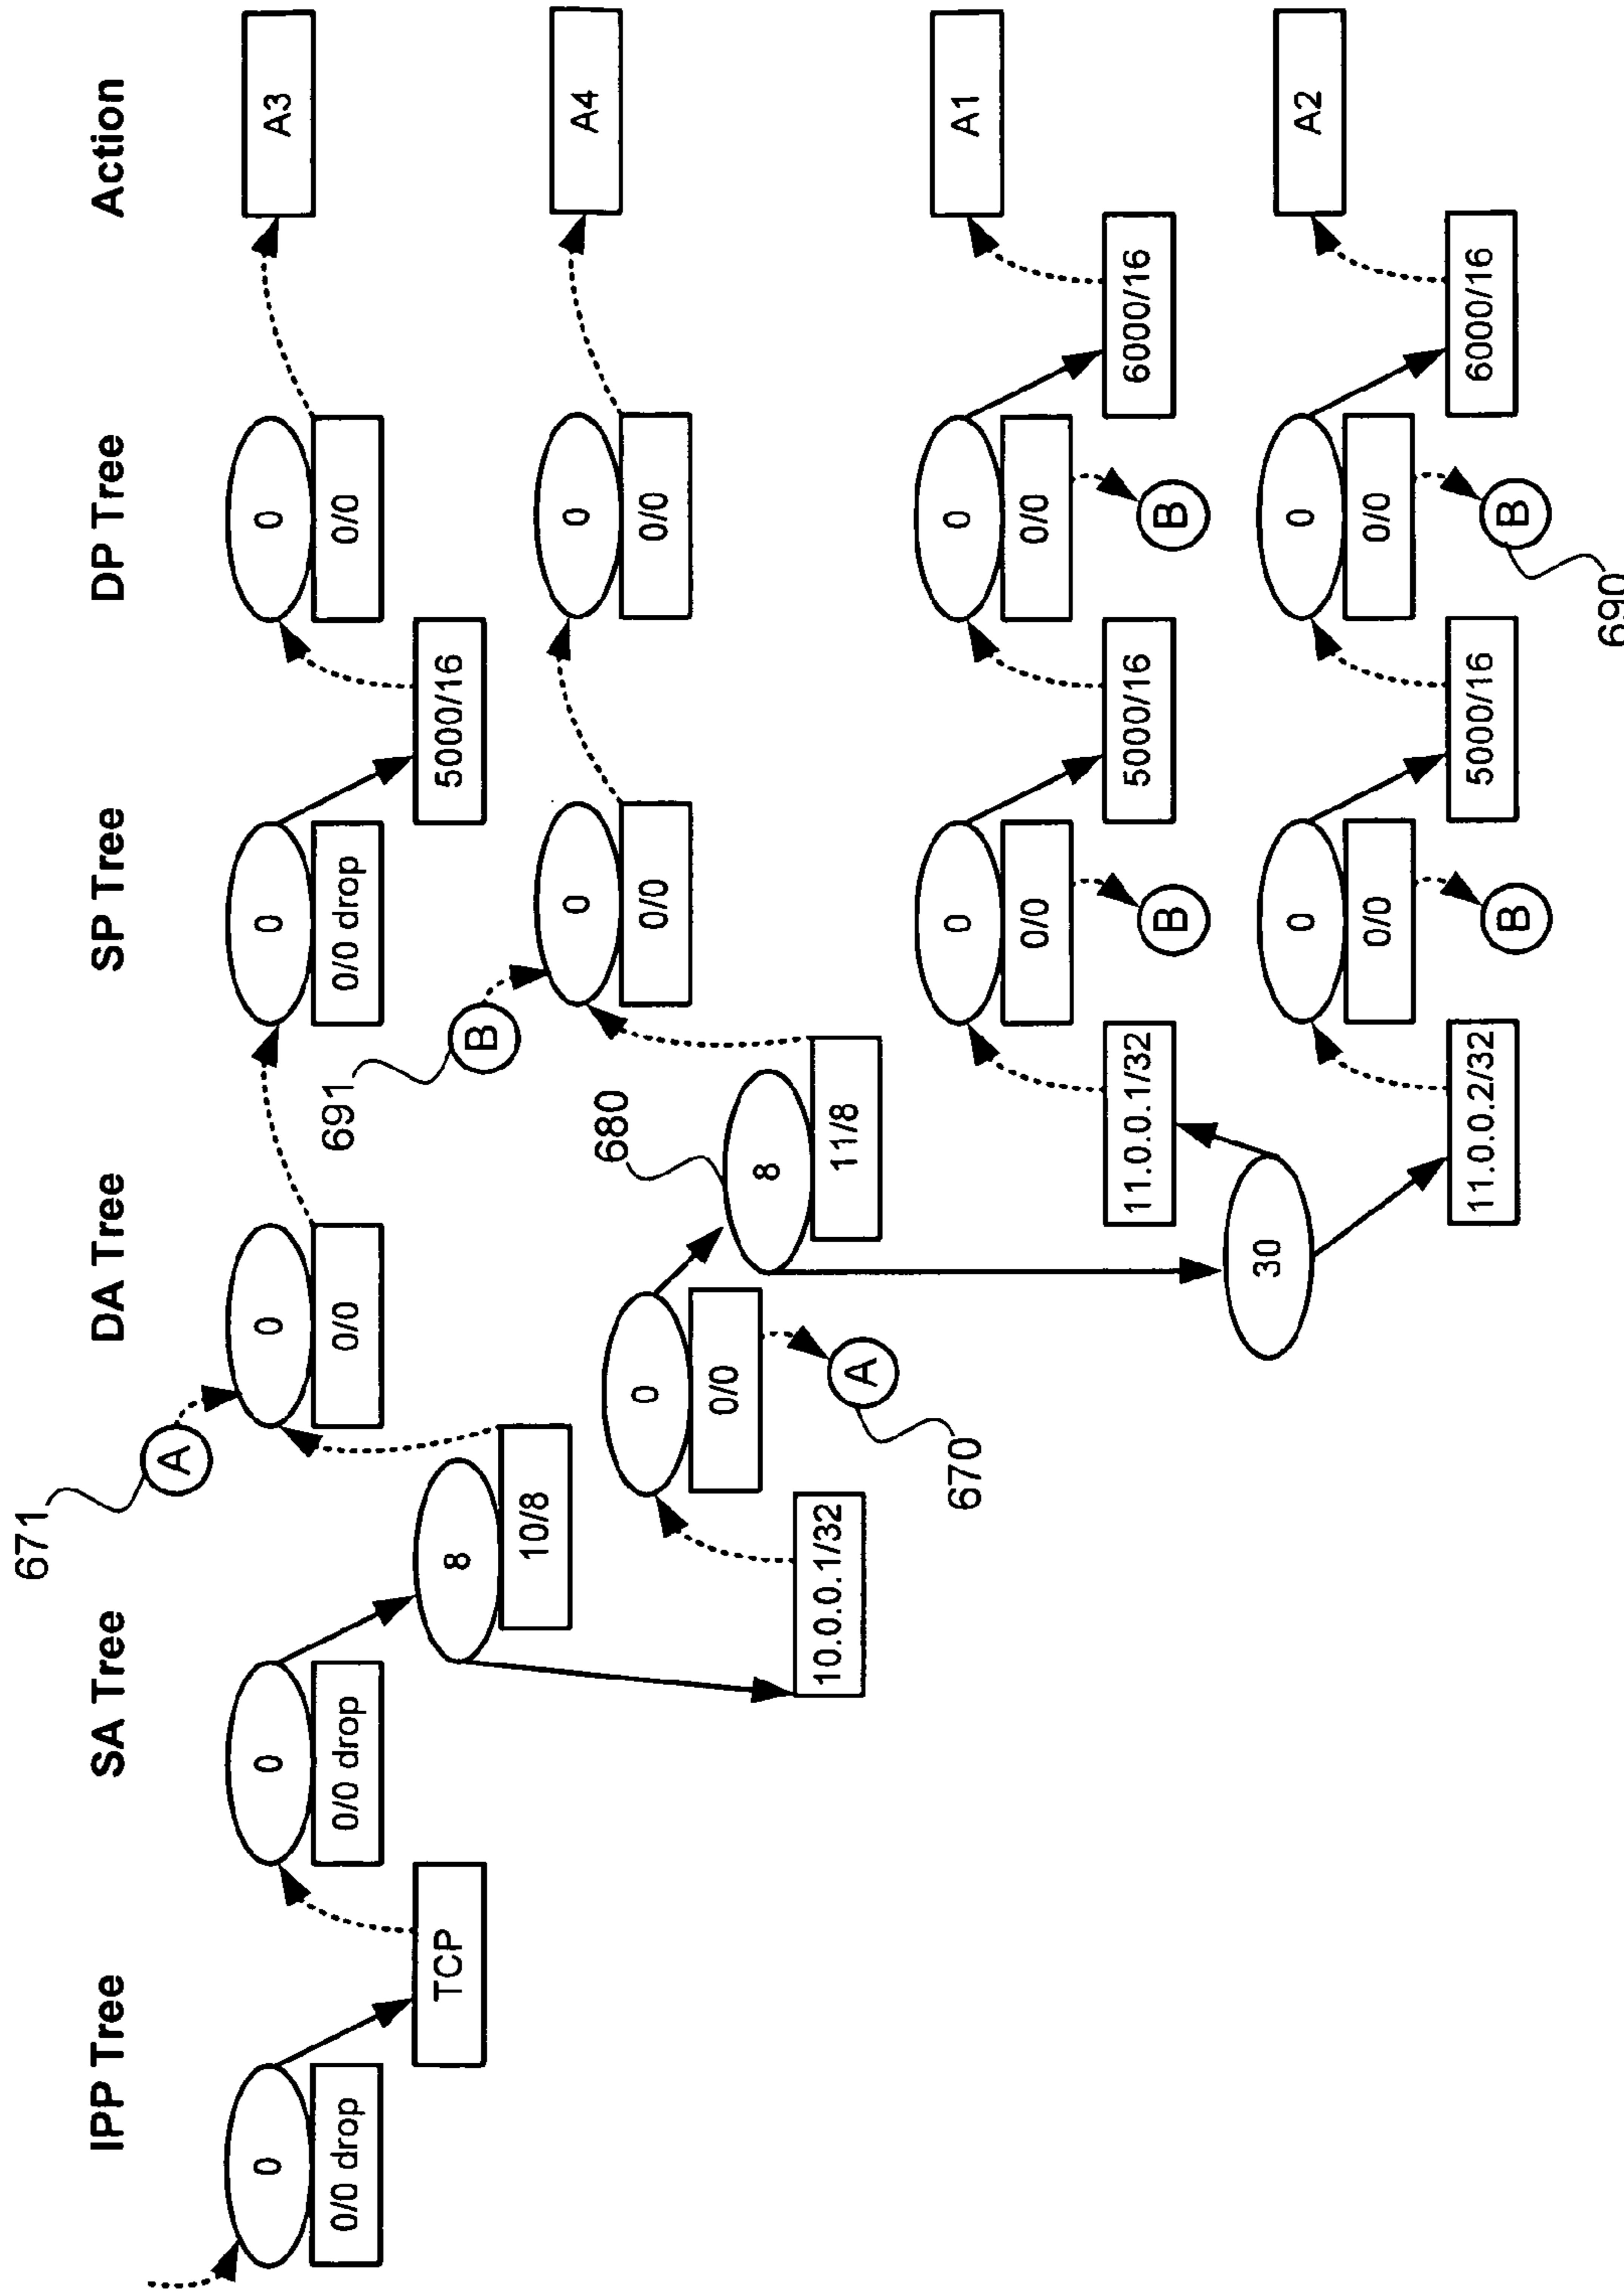 IPP Tree
SA Tree
DA Tree
SP Tree
DP Tree
Action
671
A
0
0/0 drop
0
0/0 drop
0
0/0
0
0/0 drop
0
0/0
A3
TCP
8
10/8
5000/16
691
B
0
0/0
0
0/0
A4
680
0
0/0
8
11/8
10.0.0.1/32
A
670
0
0/0
0
0/0
A1
11.0.0.1/32
B
5000/16
B
6000/16
30
0
0/0
0
0/0
A2
11.0.0.2/32
B
5000/16
B
6000/16
690